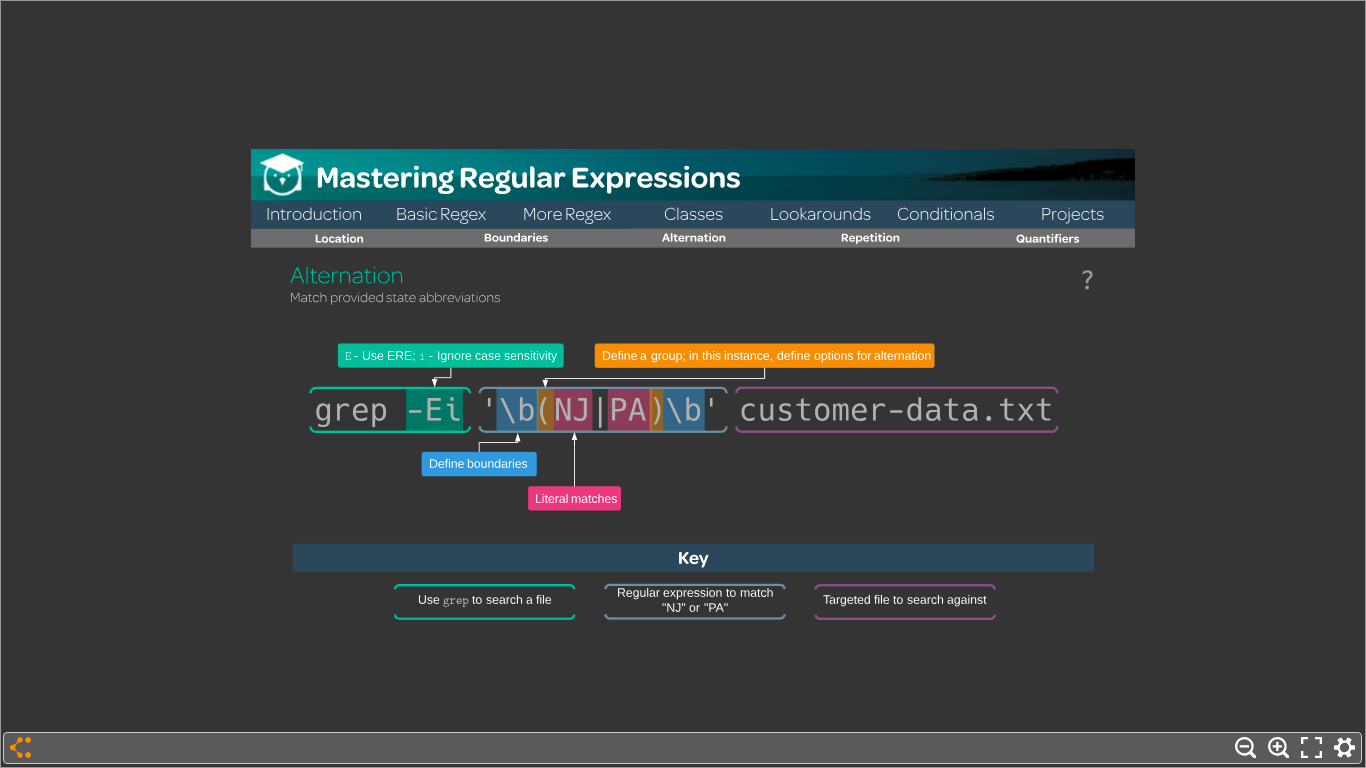 Mastering Regular Expressions
Introduction Basic Regex More Regex Classes Lookarounds Conditionals Projects
Location Boundaries Alternation Repetition Quantifiers
Alternation
?
Match provided state abbreviations
E - Use ERE; i - Ignore case sensitivity
Define a group; in this instance, define options for alternation
grep -Ei '\b(NJ|PA)\b' customer-data.txt
Define boundaries
Literal matches
Key
Use grep to search a file
Regular expression to match
"NJ" or "PA"
Targeted file to search against